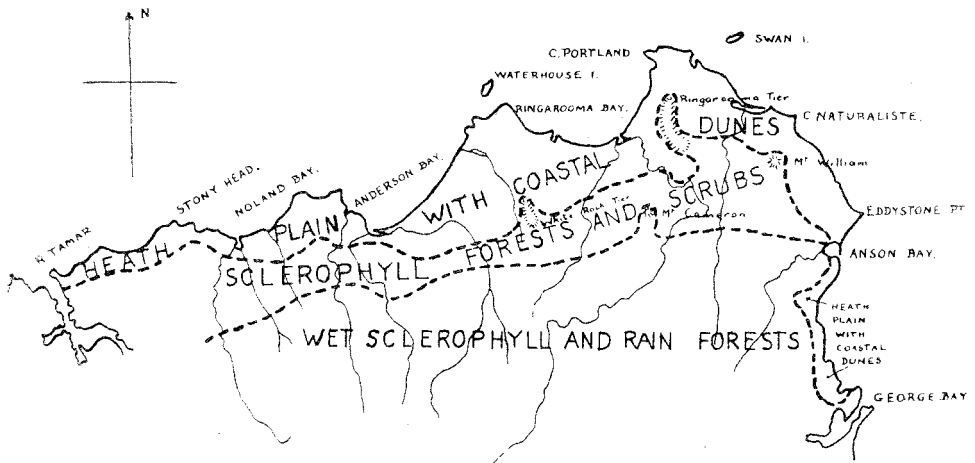 N
SWAN I.
C. PORTLAND
WATERHOUSE I.
RINGAROOMA BAY.
Ringarooma Tier
C NATURALISTE.
DUNES
Mt William
ANDERSON BAY.
NOLAND BAY.
STONY HEAD.
R TAMAR
HEATH PLAIN WITH COASTAL
Rock Tier
Mt Cameron
EDDYSTONE PT
SCLEROPHYLL FORESTS AND SCRUBS
ANSON BAY.
HEATH
PLAIN
WITH
COASTAL
DUNES
WET SCLEROPHYLL AND RAIN FORESTS
GEORGE BAY